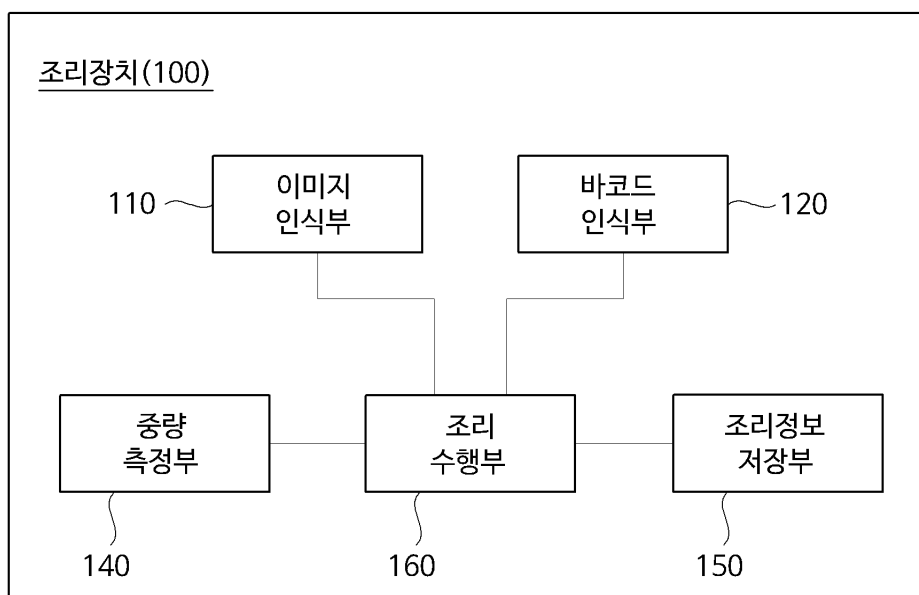 조리장치(100)
이미지
인식부
110
바코드
인식부
120
중량
측정부
140
조리
수행부
160
조리정보
저장부
150